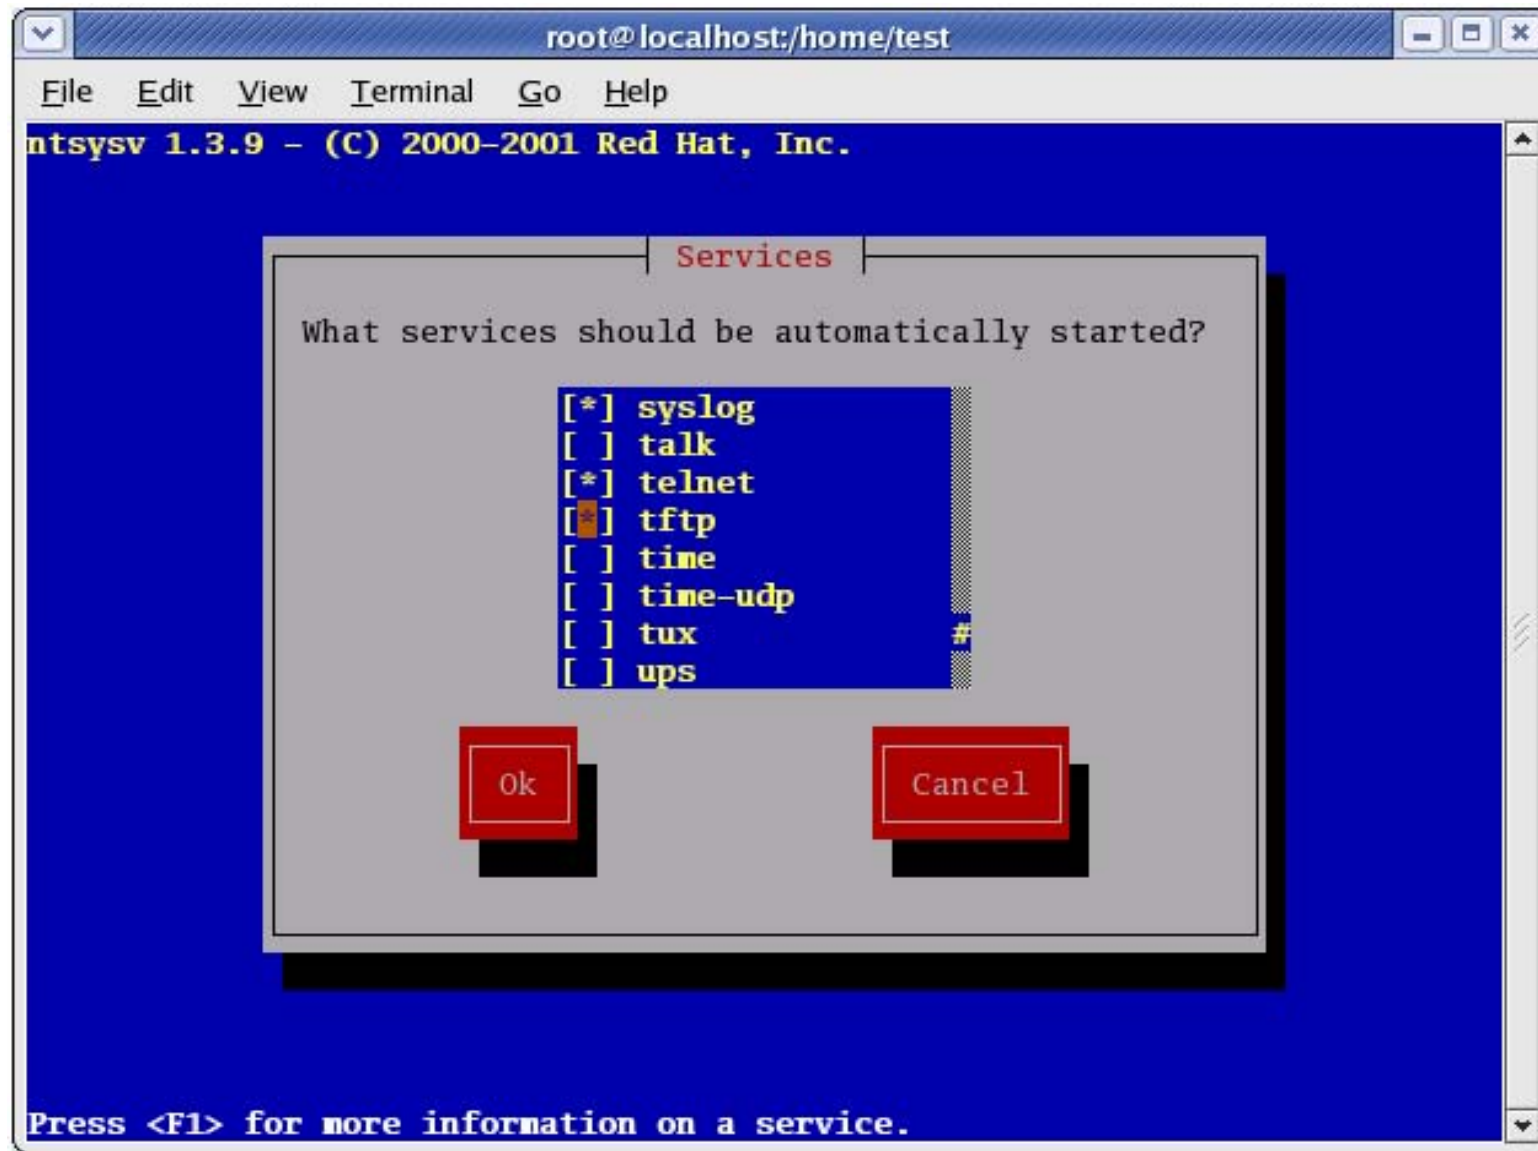 root@localhost:/home/test
File Edit View Terminal Go Help
ntsysv 1.3.9 - (C) 2000-2001 Red Hat, Inc.
Services
What services should be automatically started?
[*] syslog
[ ] talk
[*] telnet
[*] tftp
[ ] time
[ ] time-udp
[ ] tux #
[ ] ups
Ok Cancel
Press <F1> for more information on a service.